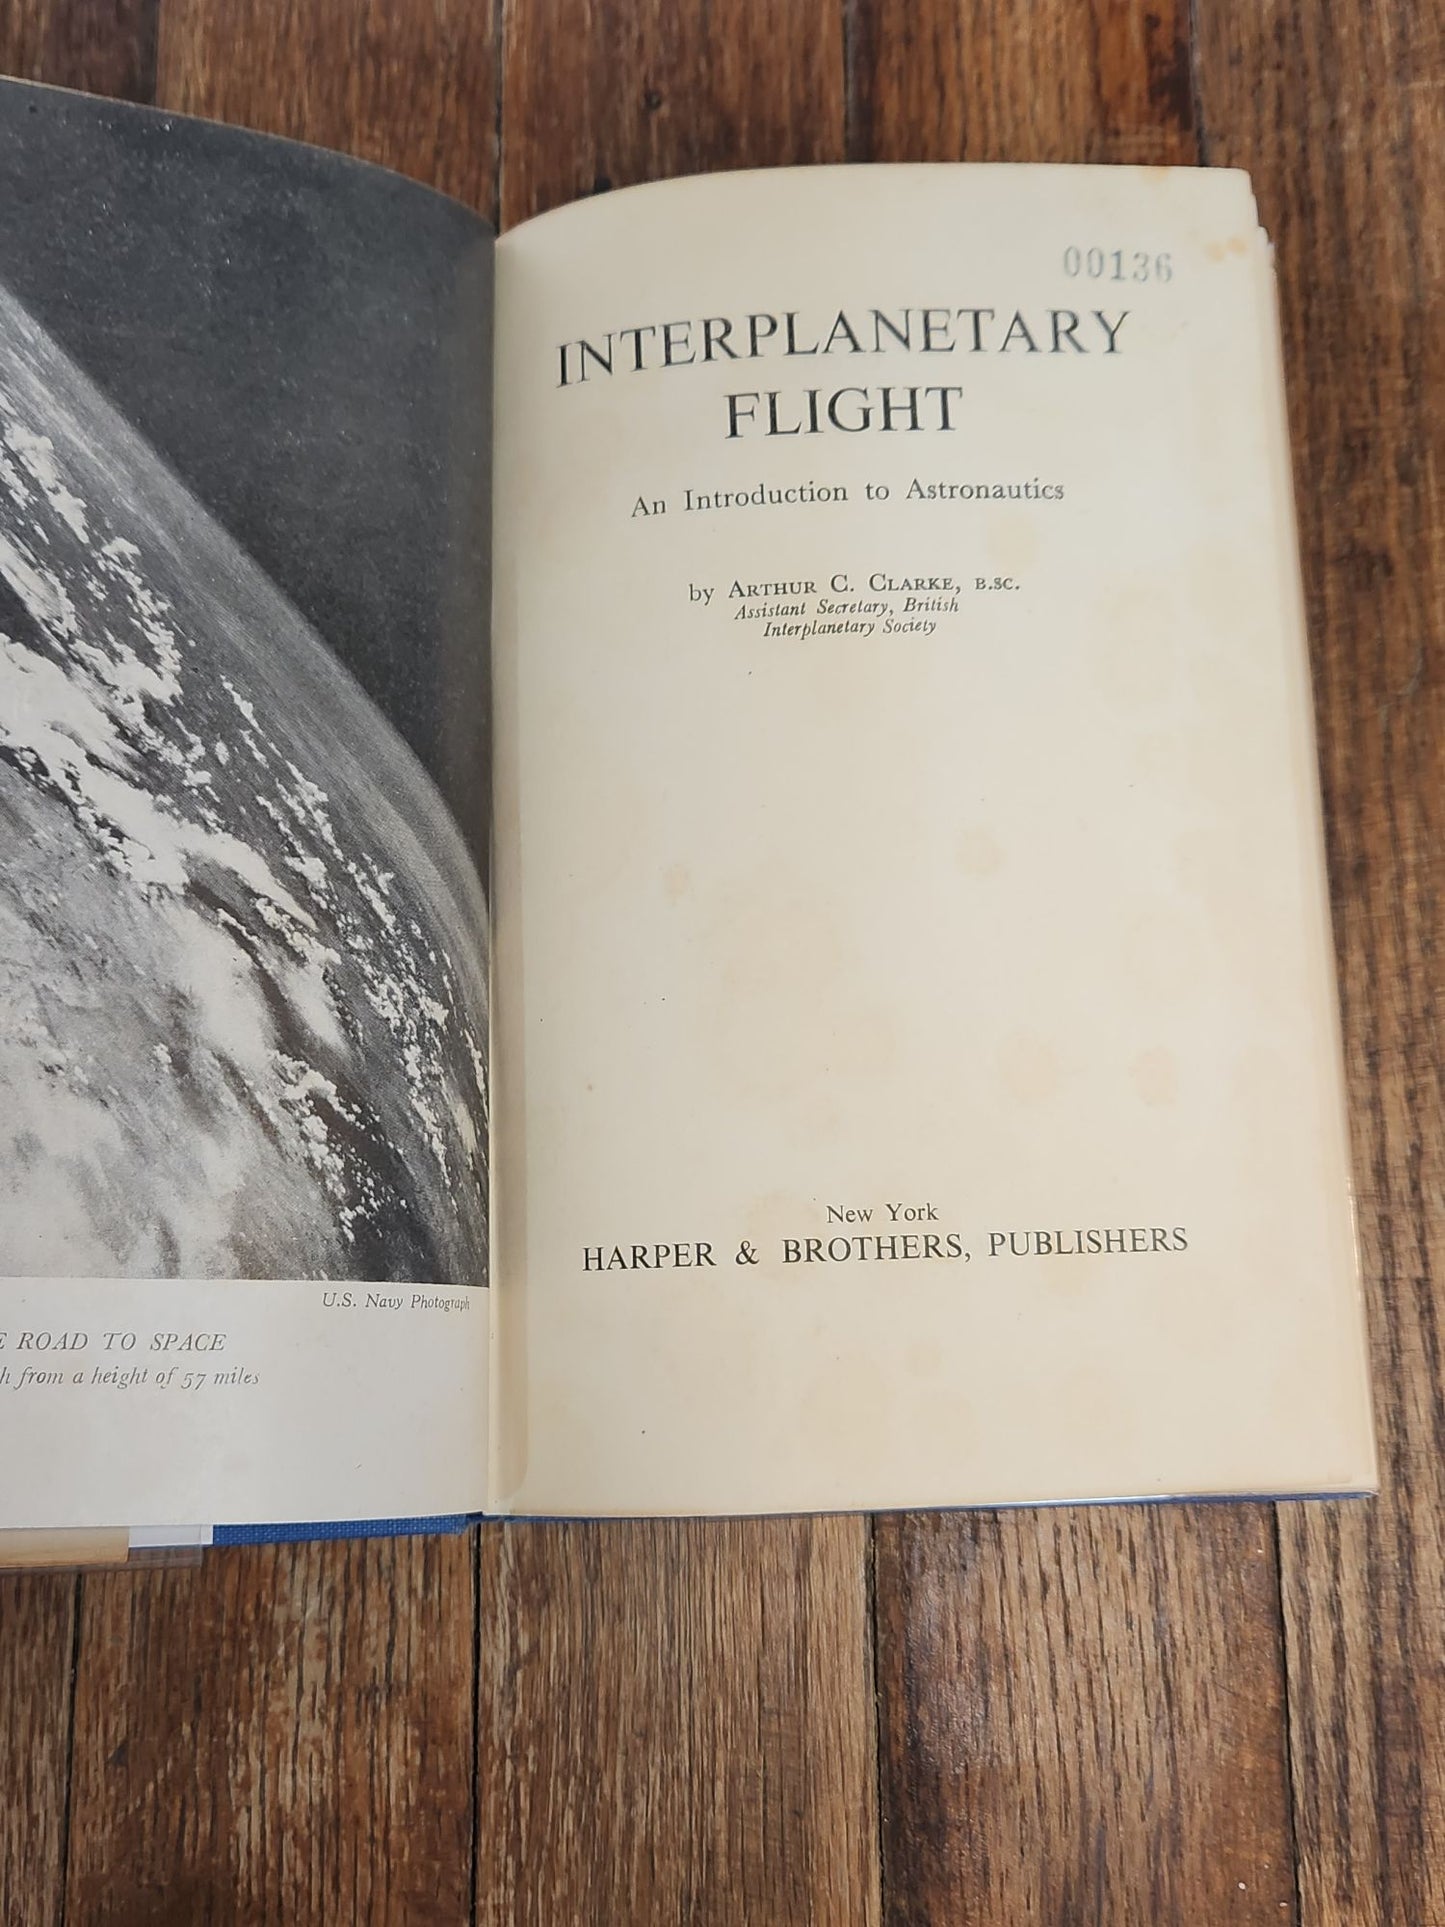 U.S. Navy Photograph
ROAD TO SPACE
from a height of 57 miles
00136
INTERPLANETARY
FLIGHT
An Introduction to Astronautics
by ARTHUR C. CLARKE, B.SC.
Assistant Secretary, British
Interplanetary Society
New York
HARPER & BROTHERS, PUBLISHERS